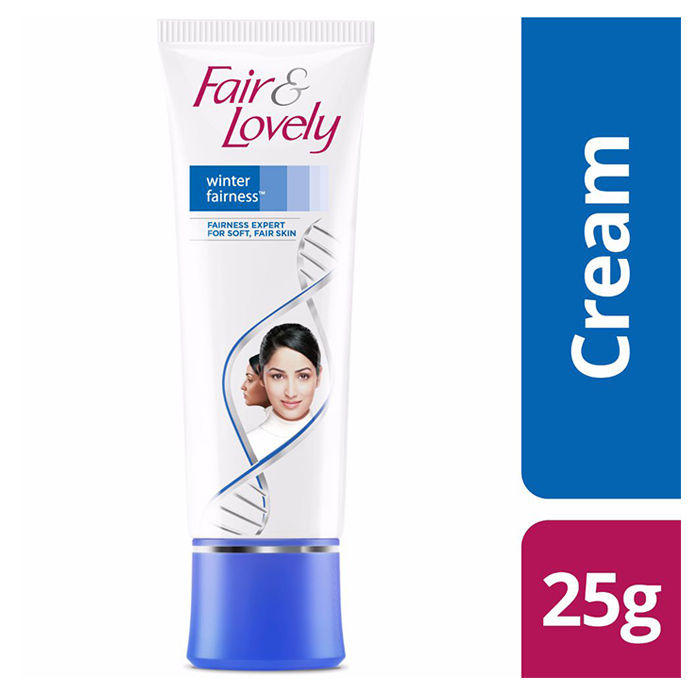 Fair &
Lovely
winter
fairness™
FAIRNESS EXPERT
FOR SOFT, FAIR SKIN
Cream
25g